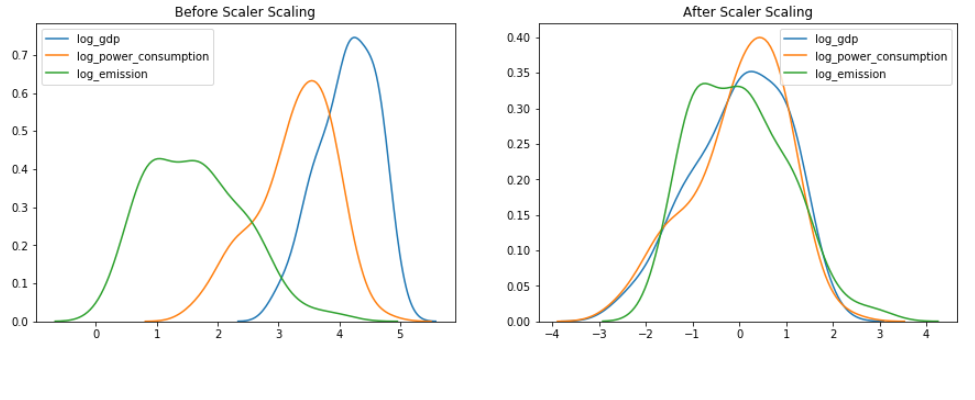 Before Scaler Scaling
log_gdp
log_power_consumption
log_emission
0.7
0.6
0.5
0.4
0.3
0.2
0.1
0.0
0 1 2 3 4 5
After Scaler Scaling
log_gdp
log_power_consumption
log_emission
0.40
0.35
0.30
0.25
0.20
0.15
0.10
0.05
0.00
−4 −3 −2 −1 0 1 2 3 4